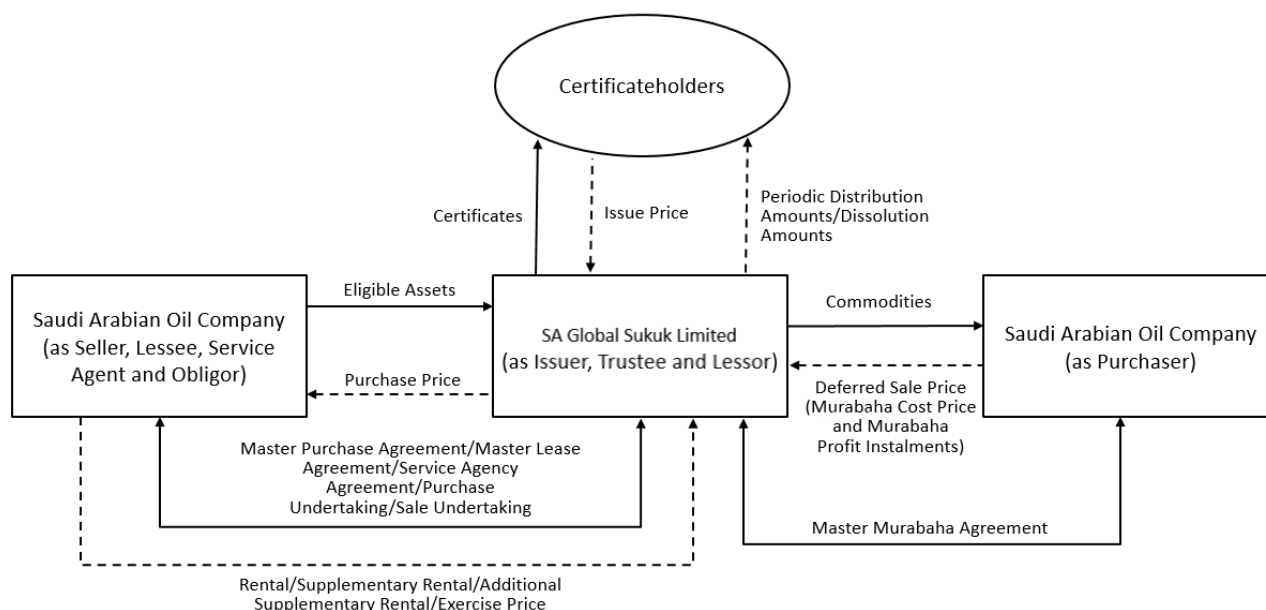 Certificateholders
Certificates
Issue Price
Periodic Distribution
Amounts/Dissolution
Amounts
Saudi Arabian Oil Company
(as Seller, Lessee, Service
Agent and Obligor)
Eligible Assets
Purchase Price
SA Global Sukuk Limited
(as Issuer, Trustee and Lessor)
Commodities
Deferred Sale Price
(Murabaha Cost Price
and Murabaha
Profit Instalments)
Saudi Arabian Oil Company
(as Purchaser)
Master Purchase Agreement/Master Lease
Agreement/Service Agency
Agreement/Purchase
Undertaking/Sale Undertaking
Master Murabaha Agreement
Rental/Supplementary Rental/Additional
Supplementary Rental/Exercise Price